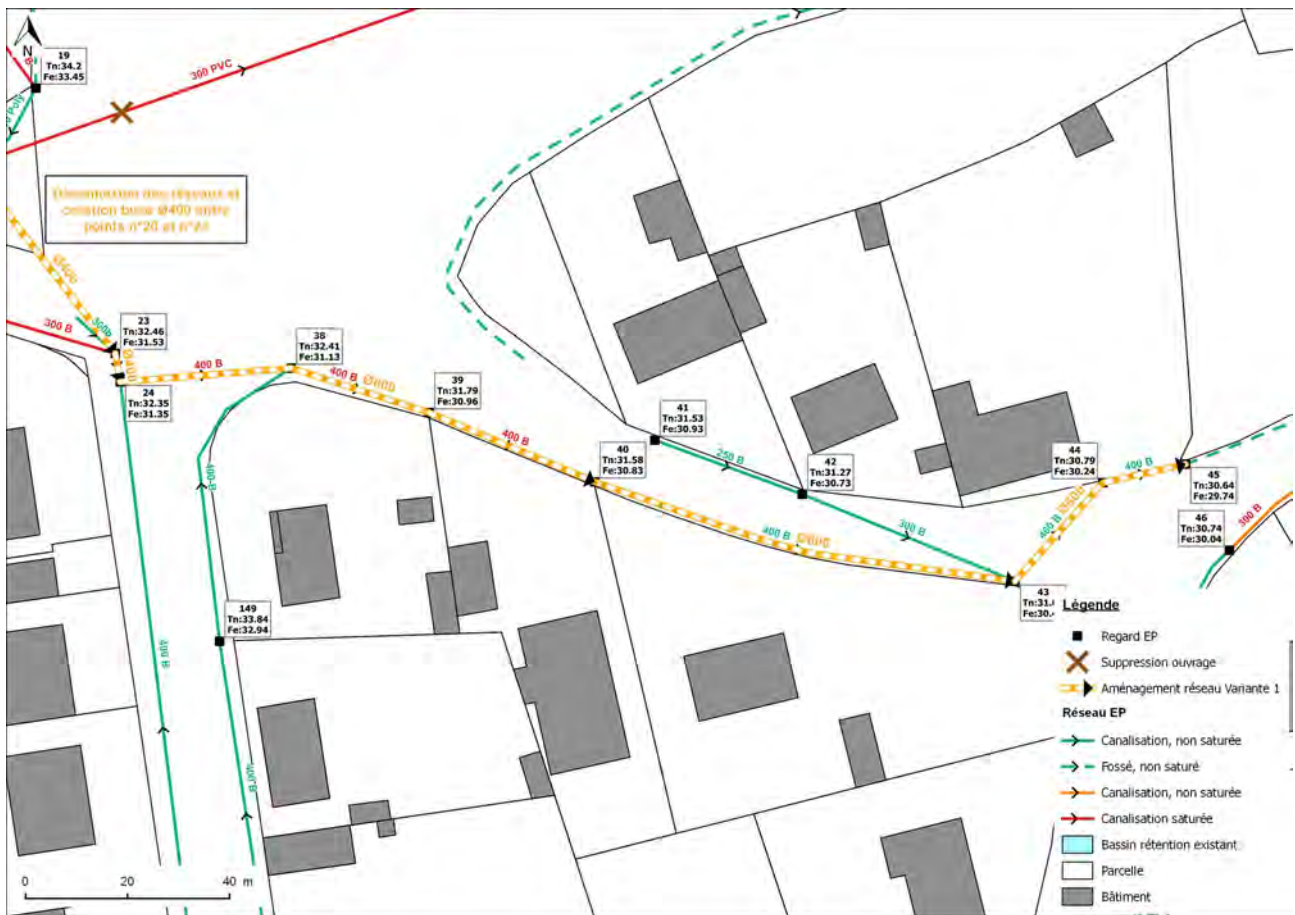 N
19
Tn:34.2
Fe:33.45
B
Poly
300 PVC
Déconnexion des réseaux et
création buse Ø400 entre
points n°20 et n°
Ø400
300 B
300B
23
Tn:32.46
Fe:31.53
Ø400
24
Tn:32.35
Fe:31.35
400 B
38
Tn:32.41
Fe:31.13
400 B
39
Tn:31.79
Fe:30.96
400 B
40
Tn:31.58
Fe:30.83
41
Tn:31.53
Fe:30.93
250 B
42
Tn:31.27
Fe:30.73
300 B
400 B
44
Tn:30.79
Fe:30.24
400 B
400 B
45
Tn:30.64
Fe:29.74
46
Tn:30.74
Fe:30.04
300 B
43
400-B
149
Tn:33.84
Fe:32.94
400 B
400-B
0 20 40 m
Légende
Regard EP
Suppression ouvrage
Aménagement réseau Variante 1
Réseau EP
Canalisation, non saturée
Fossé, non saturé
Canalisation, non saturée
Canalisation saturée
Bassin rétention existant
Parcelle
Bâtiment